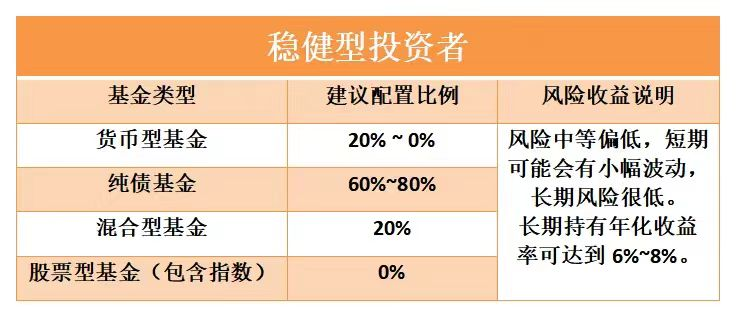 稳健型投资者
基金类型 建议配置比例 风险收益说明
货币型基金 20% ~ 0%
纯债基金 60%~80%
混合型基金 20%
股票型基金（包含指数） 0%
风险中等偏低，短期
可能会有小幅波动，
长期风险很低。
长期持有年化收益
率可达到 6%~8%。